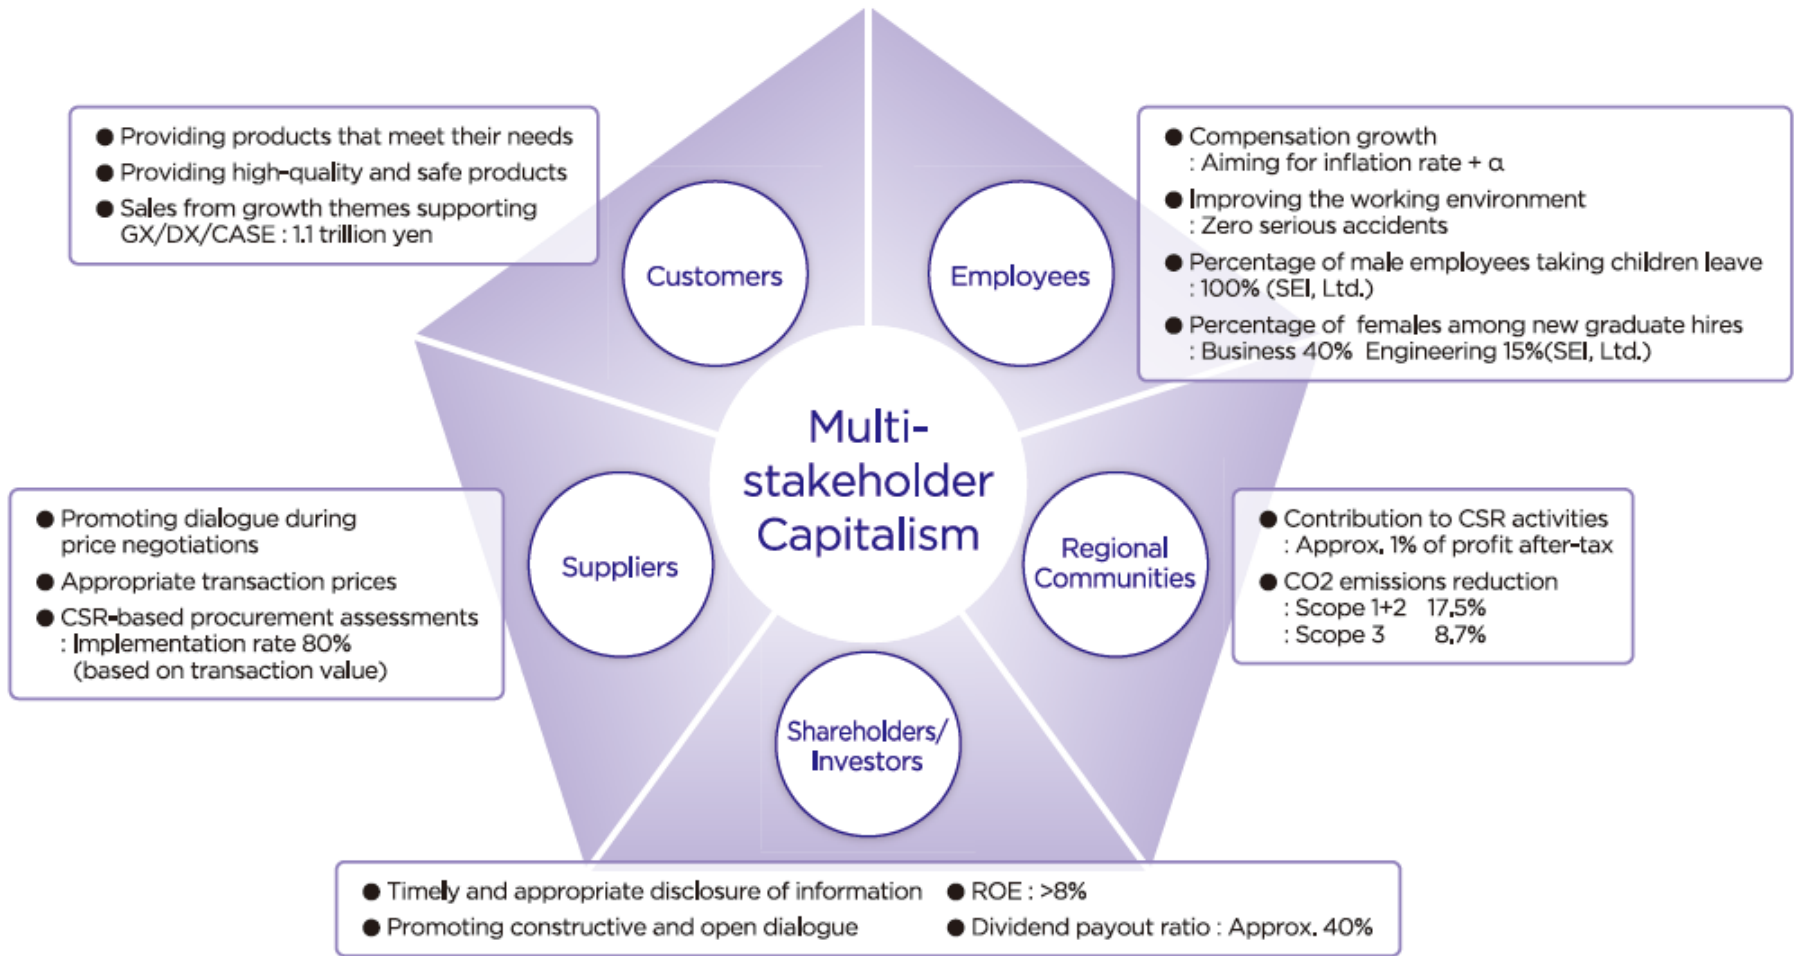 ● Providing products that meet their needs
● Providing high-quality and safe products
● Sales from growth themes supporting
GX/DX/CASE : 1.1 trillion yen
Customers
Employees
● Compensation growth
: Aiming for inflation rate + α
● Improving the working environment
: Zero serious accidents
● Percentage of male employees taking children leave
: 100% (SEI, Ltd.)
● Percentage of females among new graduate hires
: Business 40% Engineering 15%(SEI, Ltd.)
Multi-
stakeholder
Capitalism
● Promoting dialogue during
price negotiations
● Appropriate transaction prices
● CSR-based procurement assessments
: Implementation rate 80%
(based on transaction value)
Suppliers
Regional
Communities
● Contribution to CSR activities
: Approx. 1% of profit after-tax
● CO2 emissions reduction
: Scope 1+2 17.5%
: Scope 3 8.7%
Shareholders/
Investors
● Timely and appropriate disclosure of information
● Promoting constructive and open dialogue
● ROE : >8%
● Dividend payout ratio : Approx. 40%